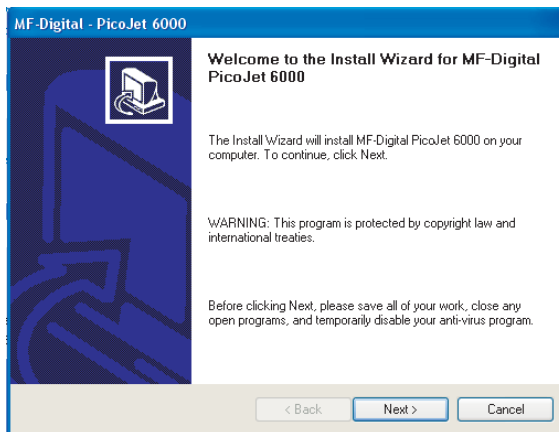 MF-Digital - PicoJet 6000
Welcome to the Install Wizard for MF-Digital
PicoJet 6000
The Install Wizard will install MF-Digital PicoJet 6000 on your
computer. To continue, click Next.
WARNING: This program is protected by copyright law and
international treaties.
Before clicking Next, please save all of your work, close any
open programs, and temporarily disable your anti-virus program.
< Back
Next >
Cancel